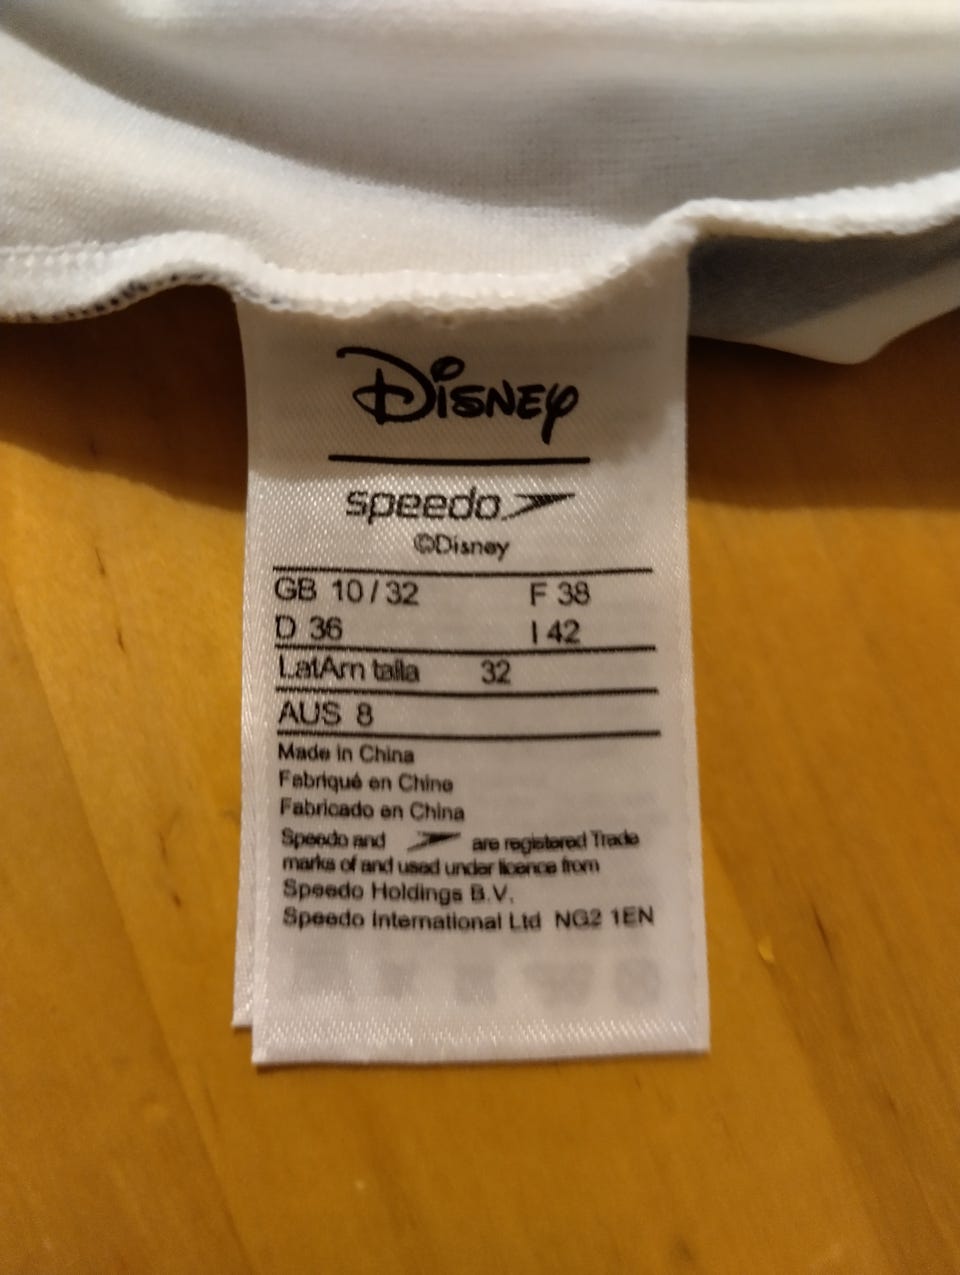 Disney
speedo
©Disney
GB 10/32 F 38
D 36 I 42
LatAm talla 32
AUS 8
Made in China
Fabriqué en Chine
Fabricado en China
Speedo and are registered Trade
marks of and used under licence from
Speedo Holdings B.V.
Speedo International Ltd NG2 1EN